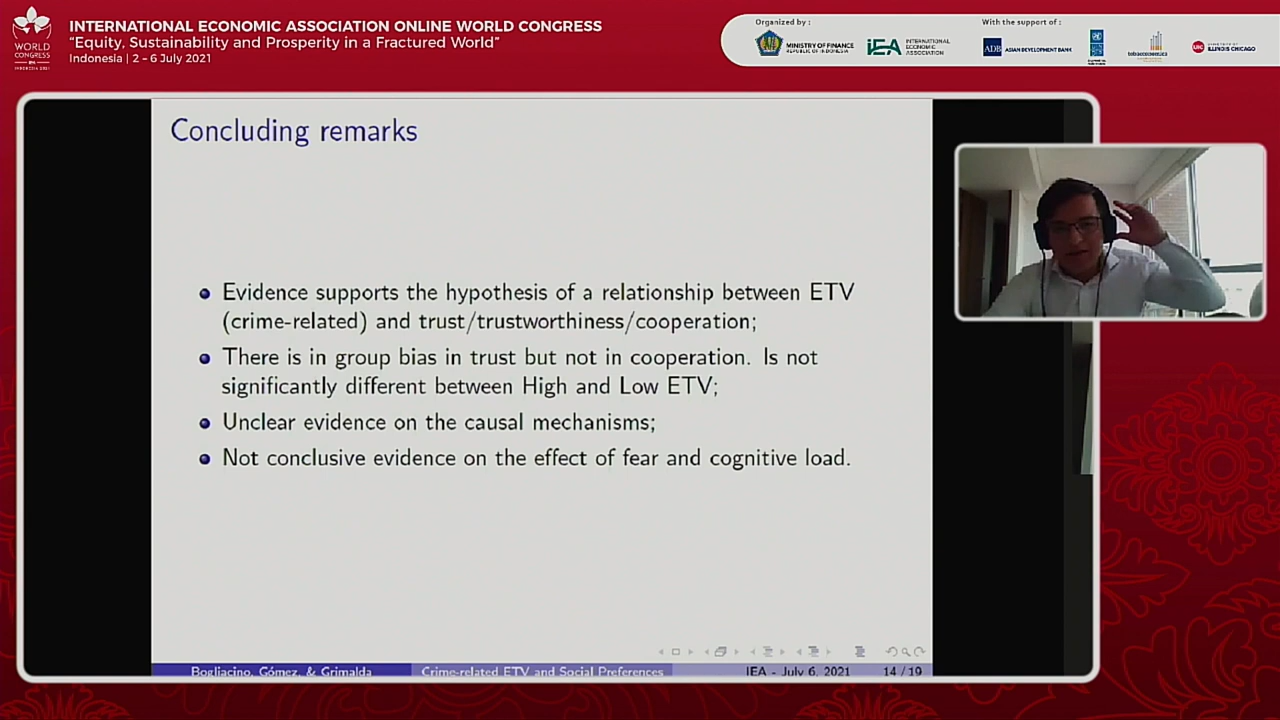 INTERNATIONAL ECONOMIC ASSOCIATION ONLINE WORLD CONGRESS
"Equity, Sustainability and Prosperity in a Fractured World"
Indonesia | 2 - 6 July 2021
WORLD
CONGRESS
Organized by :
MINISTRY OF FINANCE
REPUBLIC OF INDONESIA
iEA
INTERNATIONAL
ECONOMIC
ASSOCIATION
With the support of :
ADB
ASIAN DEVELOPMENT BANK
UIC
ILLINOIS CHICAGO
Concluding remarks
Evidence supports the hypothesis of a relationship between ETV
(crime-related) and trust/trustworthiness/cooperation;
There is in group bias in trust but not in cooperation. Is not
significantly different between High and Low ETV;
Unclear evidence on the causal mechanisms;
Not conclusive evidence on the effect of fear and cognitive load.
Bogliacino, Gómez, & Grimalda
Crime-related ETV and Social Preferences
IEA - July 6, 2021
14 / 19